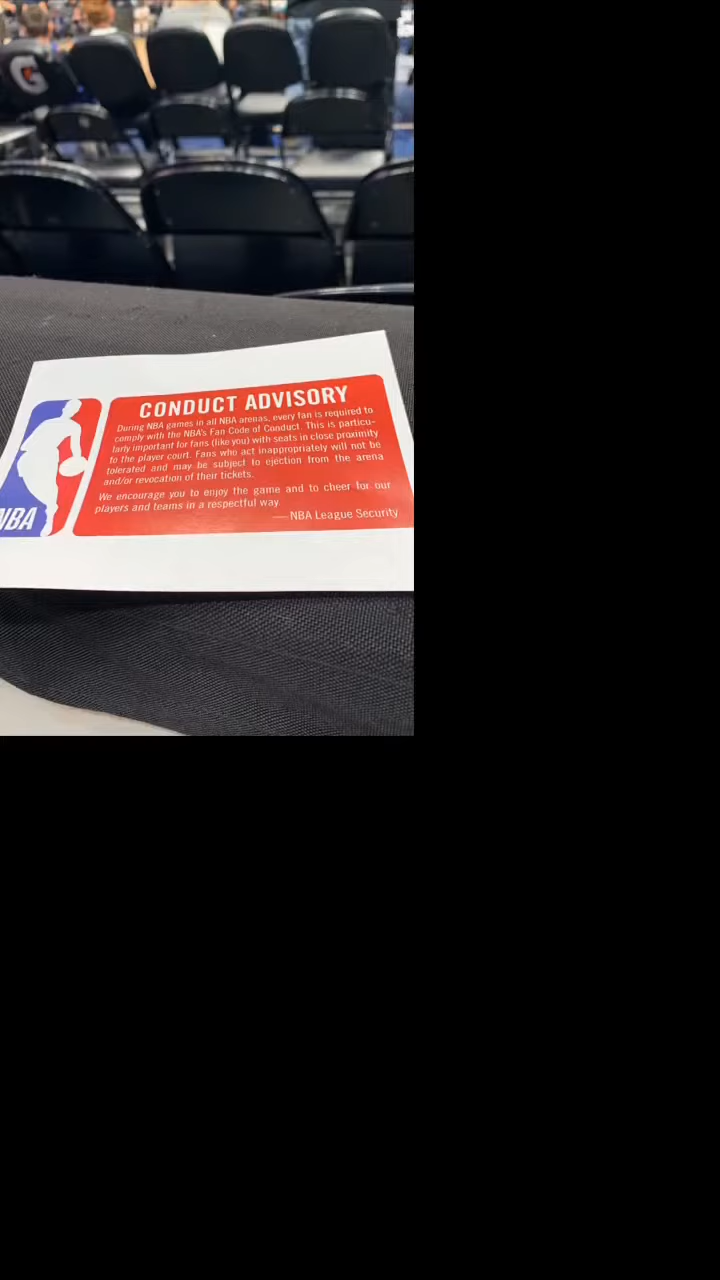 G
CONDUCT ADVISORY
During NBA games in all NBA arenas, every fan is required to
comply with the NBA's Fan Code of Conduct. This is particu-
larly important for fans (like you) with seats in close proximity
to the player court. Fans who act inappropriately will not be
tolerated and may be subject to ejection from the arena
and/or revocation of their tickets.
We encourage you to enjoy the game and to cheer for our
players and teams in a respectful way.
— NBA League Security
NBA